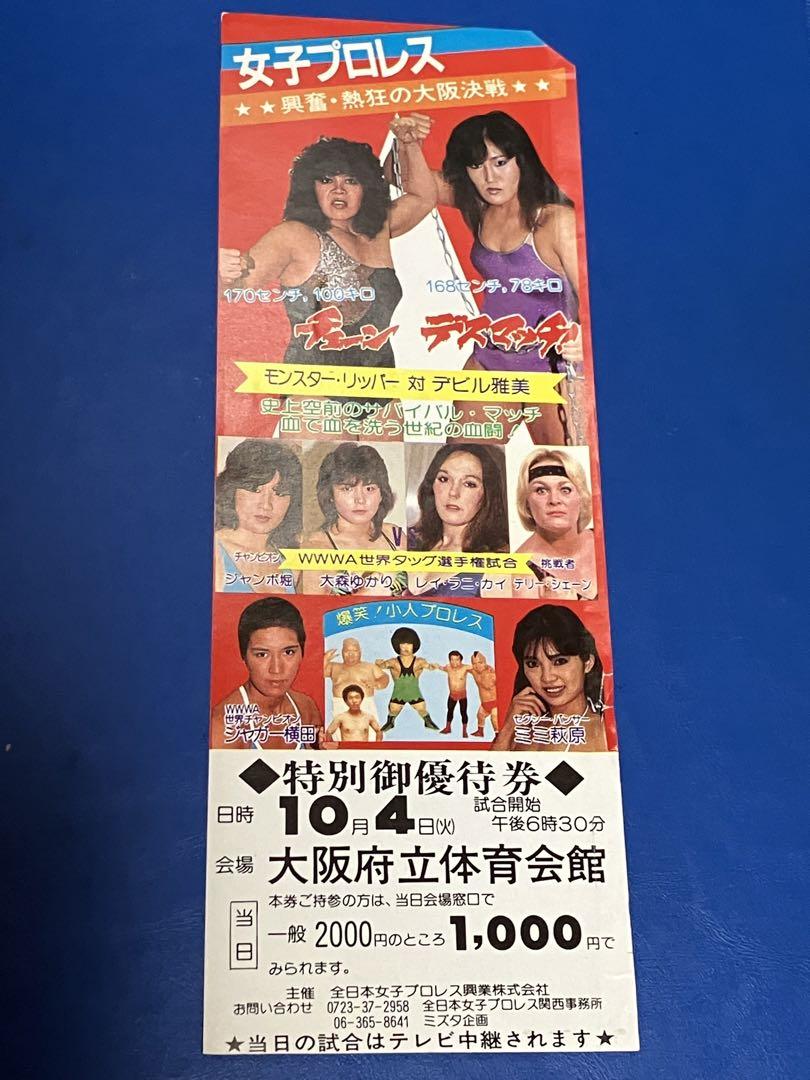 女子プロレス
★★興奮・熱狂の大阪決戦★★
170センチ，100キロ
168センチ，78キロ
チェーン デスマッチ!
モンスター・リッパー 対 デビル雅美
史上空前のサバイバル・マッチ
血で血を洗う世紀の血闘！
VS
チャンピオン WWWA世界タッグ選手権試合 挑戦者
ジャンボ堀 大森ゆかり レイ・ラニ・カイ テリー・シェーン
爆笑！小人プロレス
WWWA
世界チャンピオン
ジャガー横田
セクシー・パンサー
ミミ萩原
◆特別御優待券◆
日時 10月4日(火) 試合開始 午後6時30分
会場 大阪府立体育会館
当日
本券ご持参の方は、当日会場窓口で
一般 2000円のところ 1,000円で
みられます。
主催 全日本女子プロレス興業株式会社
お問い合わせ 0723-37-2958 全日本女子プロレス関西事務所
06-365-8641 ミズタ企画
★当日の試合はテレビ中継されます★